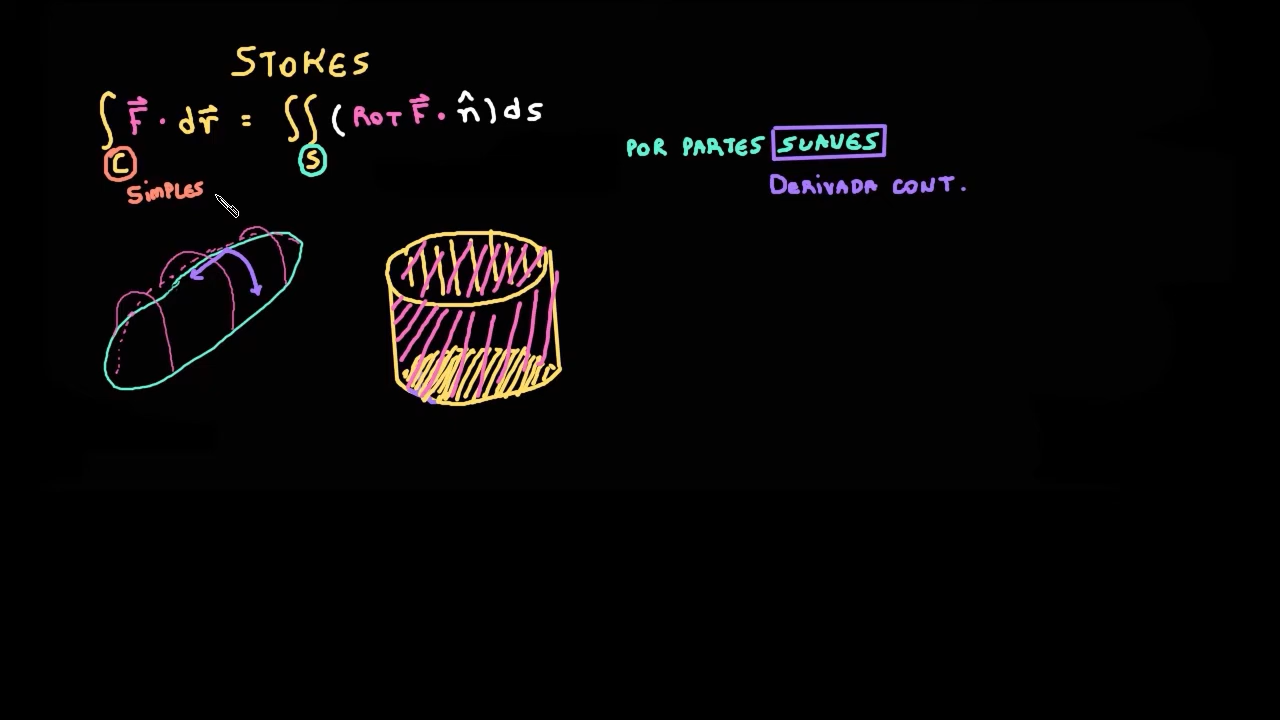 STOKES
∫ F⃗ · dr⃗ = ∬ (ROT F⃗ · n̂) ds
C S
SIMPLES
POR PARTES SUAVES
DERIVADA CONT.